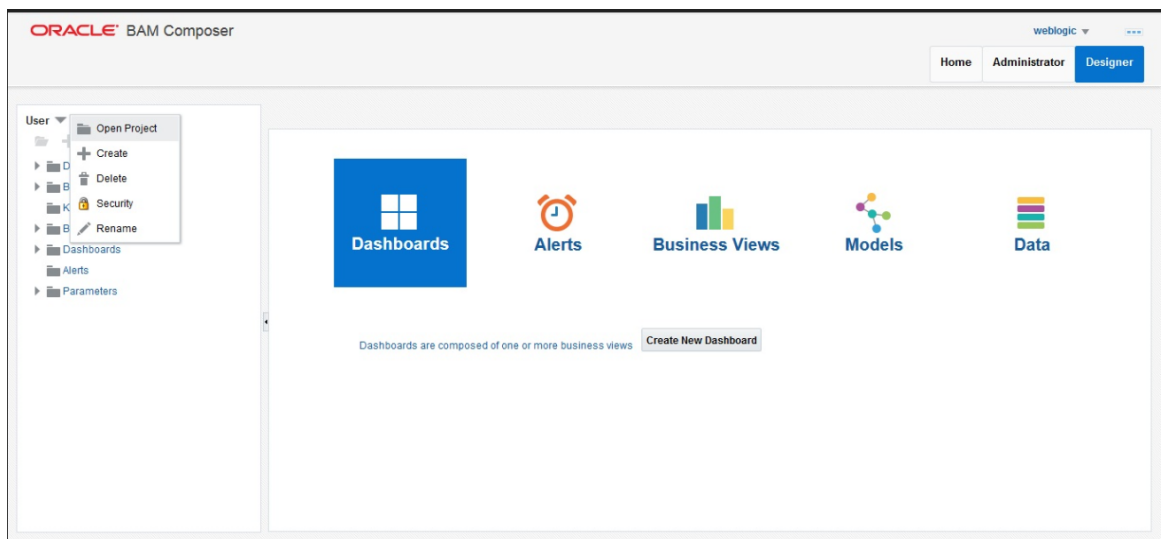 ORACLE BAM Composer
weblogic
Home Administrator Designer
User
Open Project
Create
Delete
Security
Rename
D
B
K
B
Dashboards
Alerts
Parameters
Dashboards Alerts Business Views Models Data
Dashboards are composed of one or more business views Create New Dashboard